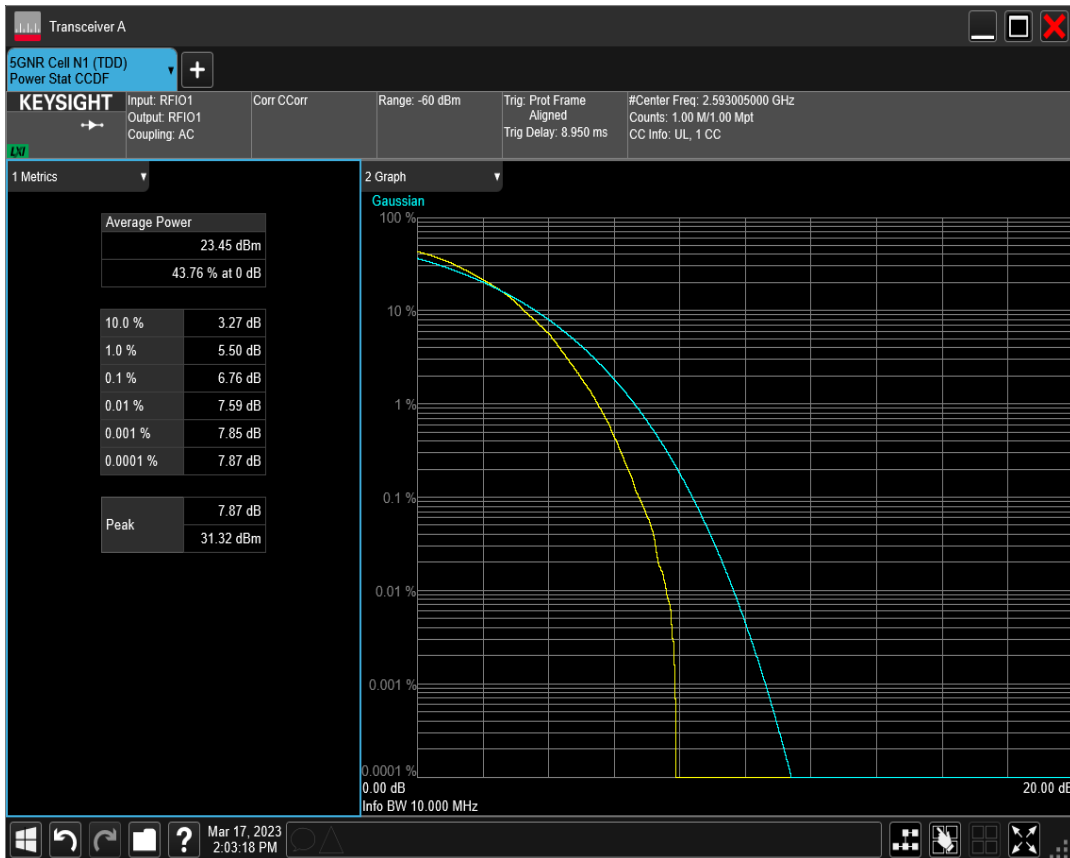 Transceiver A
5GNR Cell N1 (TDD)
Power Stat CCDF
KEYSIGHT
LXI
Input: RFIO1
Output: RFIO1
Coupling: AC
Corr CCorr
Range: -60 dBm
Trig: Prot Frame
Aligned
Trig Delay: 8.950 ms
#Center Freq: 2.593005000 GHz
Counts: 1.00 M/1.00 Mpt
CC Info: UL, 1 CC
1 Metrics
Average Power
23.45 dBm
43.76 % at 0 dB
10.0 % 3.27 dB
1.0 % 5.50 dB
0.1 % 6.76 dB
0.01 % 7.59 dB
0.001 % 7.85 dB
0.0001 % 7.87 dB
Peak 7.87 dB
31.32 dBm
2 Graph
Gaussian
100 %
10 %
1 %
0.1 %
0.01 %
0.001 %
0.0001 %
0.00 dB 20.00 dB
Info BW 10.000 MHz
?
Mar 17, 2023
2:03:18 PM